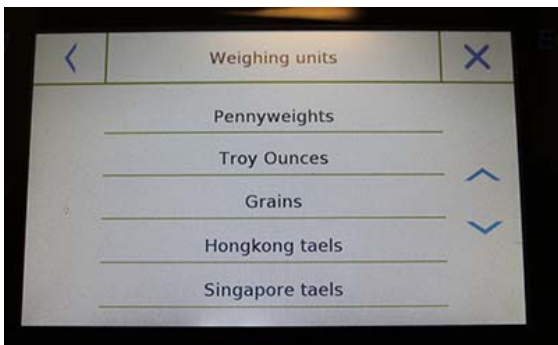 Weighing units
Pennyweights
Troy Ounces
Grains
Hongkong taels
Singapore taels